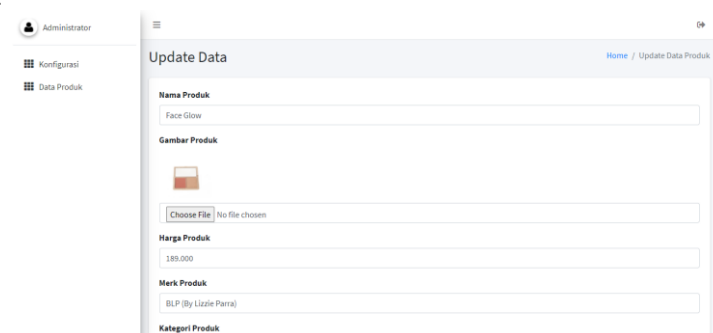 Administrator
Konfigurasi
Data Produk
Update Data
Home / Update Data Produk
Nama Produk
Face Glow
Gambar Produk
Choose File No file chosen
Harga Produk
189.000
Merk Produk
BLP (By Lizzie Parra)
Kategori Produk